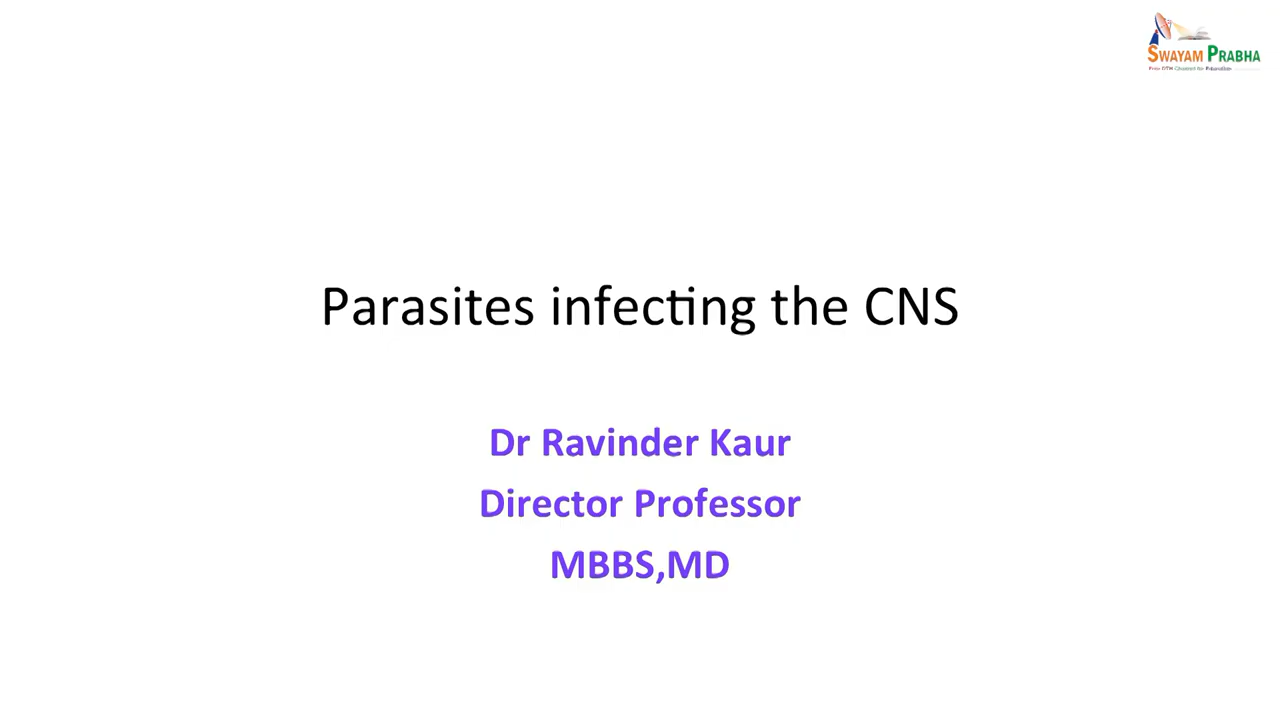 SWAYAM PRABHA
Parasites infecting the CNS
Dr Ravinder Kaur
Director Professor
MBBS,MD